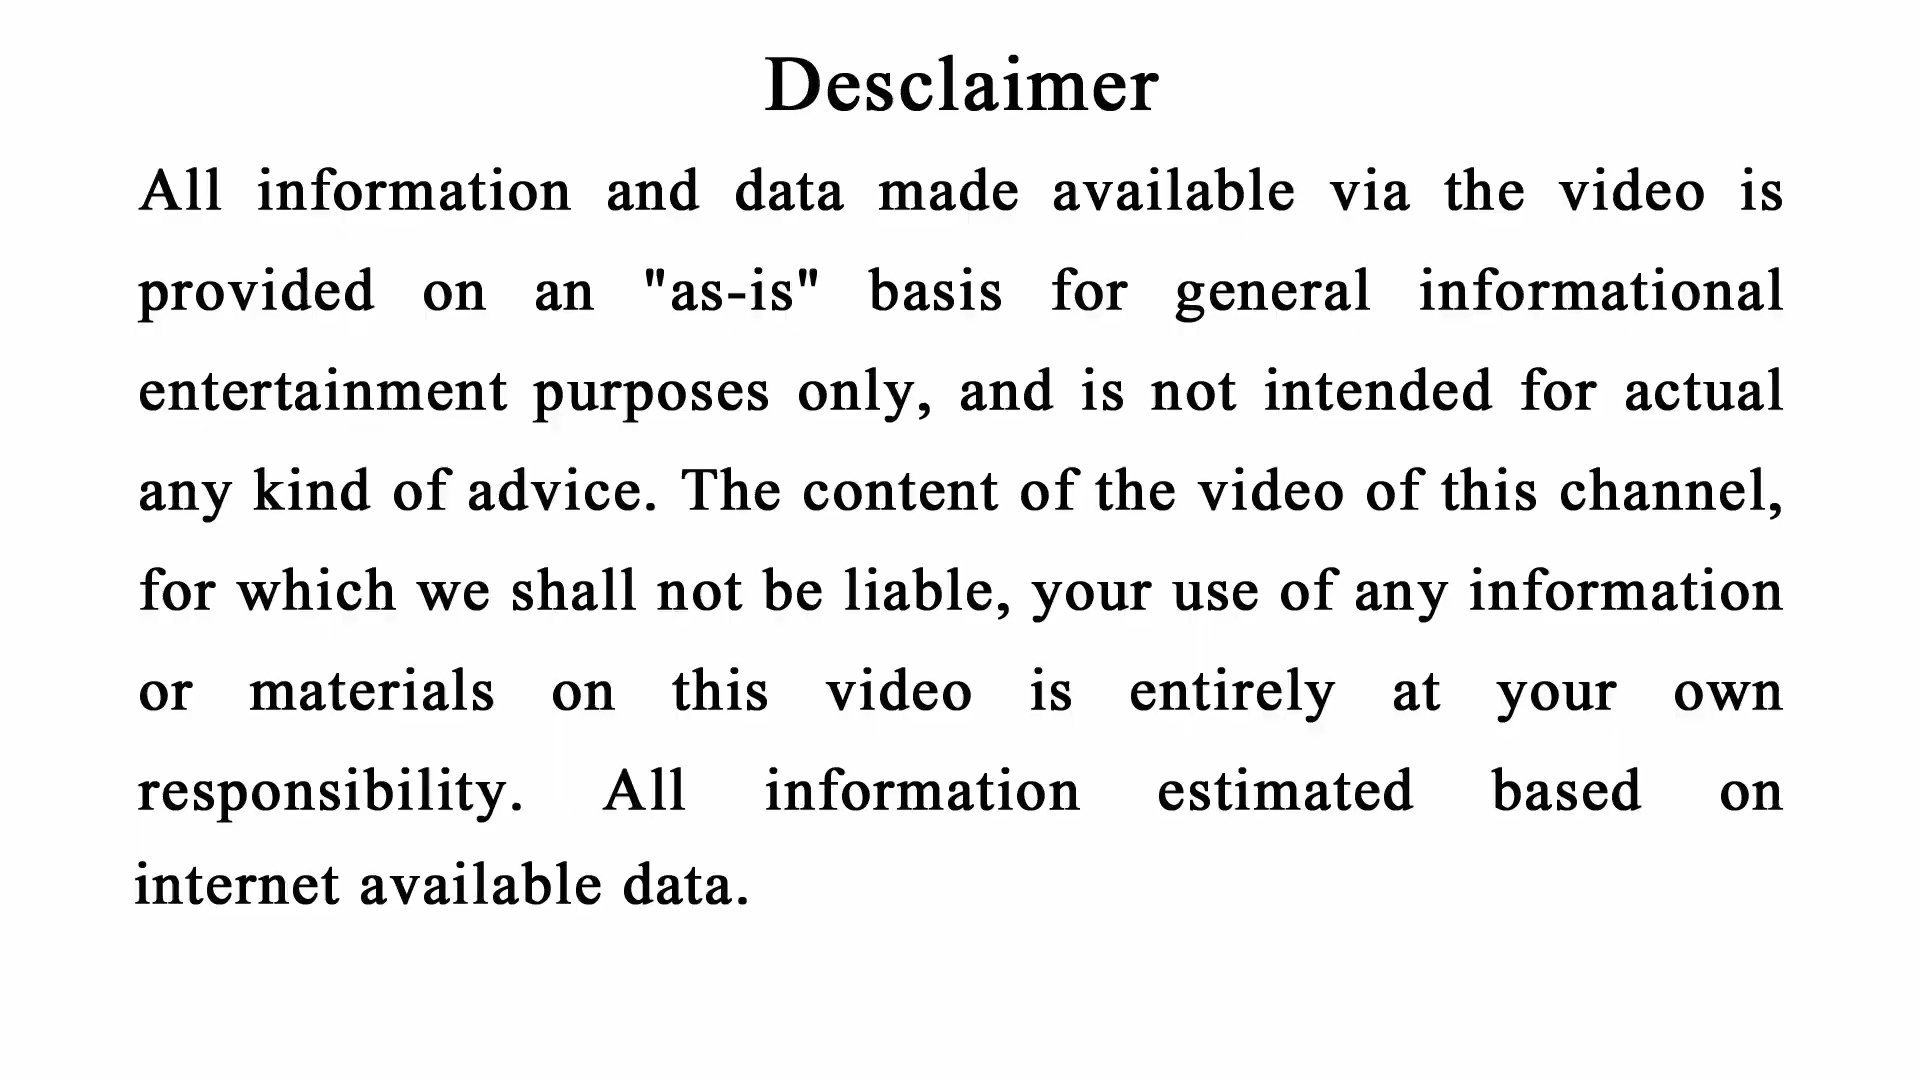 Desclaimer
All information and data made available via the video is
provided on an "as-is" basis for general informational
entertainment purposes only, and is not intended for actual
any kind of advice. The content of the video of this channel,
for which we shall not be liable, your use of any information
or materials on this video is entirely at your own
responsibility. All information estimated based on
internet available data.